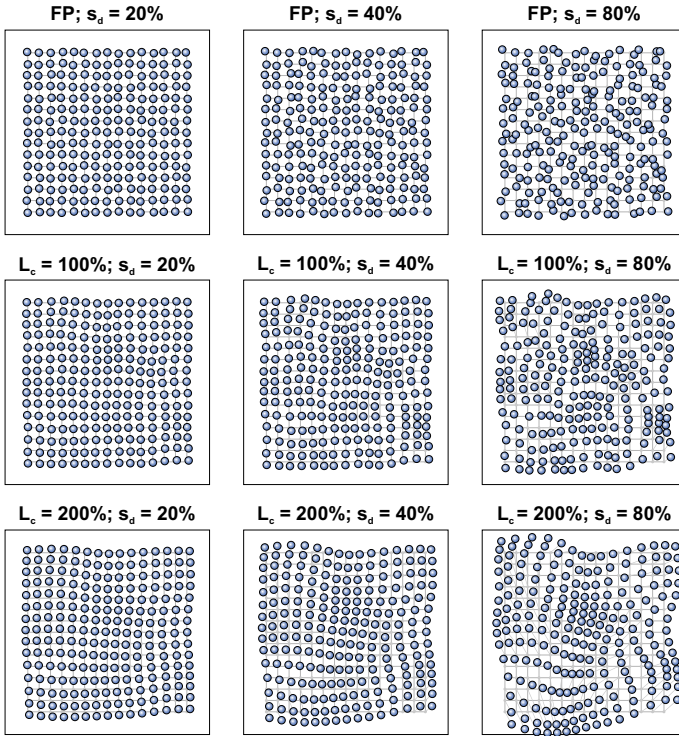 FP; s_d = 20%
FP; s_d = 40%
FP; s_d = 80%
L_c = 100%; s_d = 20%
L_c = 100%; s_d = 40%
L_c = 100%; s_d = 80%
L_c = 200%; s_d = 20%
L_c = 200%; s_d = 40%
L_c = 200%; s_d = 80%